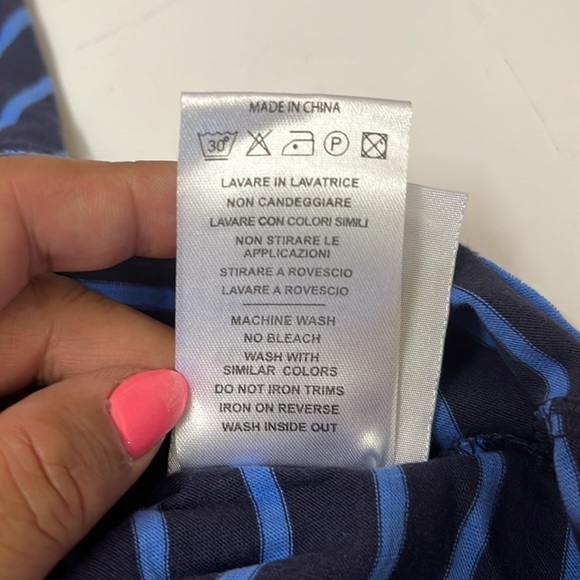 MADE IN CHINA
30° P
LAVARE IN LAVATRICE
NON CANDEGGIARE
LAVARE CON COLORI SIMILI
NON STIRARE LE
APPLICAZIONI
STIRARE A ROVESCIO
LAVARE A ROVESCIO
MACHINE WASH
NO BLEACH
WASH WITH
SIMILAR COLORS
DO NOT IRON TRIMS
IRON ON REVERSE
WASH INSIDE OUT